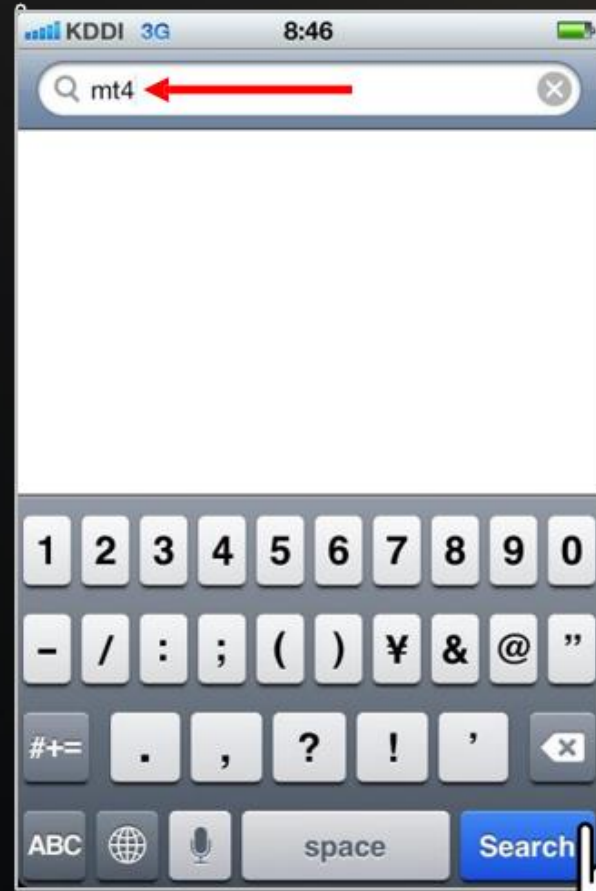 KDDI 3G 8:46
mt4
1 2 3 4 5 6 7 8 9 0
- / : ; ( ) ¥ & @ ”
#+= . , ? ! ’
ABC space Search